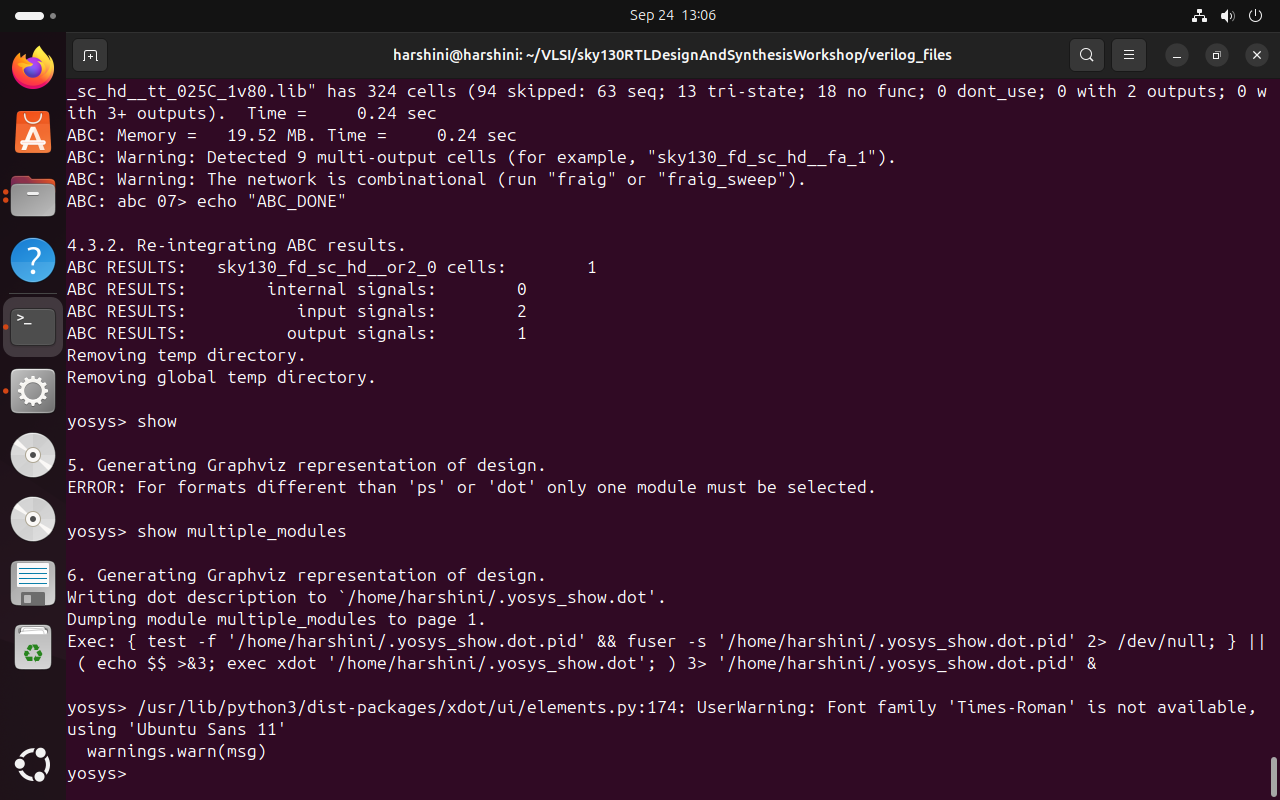 Sep 24 13:06
harshini@harshini: ~/VLSI/sky130RTLDesignAndSynthesisWorkshop/verilog_files
_sc_hd__tt_025C_1v80.lib" has 324 cells (94 skipped: 63 seq; 13 tri-state; 18 no func; 0 dont_use; 0 with 2 outputs; 0 w
ith 3+ outputs).  Time =     0.24 sec
ABC: Memory =   19.52 MB. Time =     0.24 sec
ABC: Warning: Detected 9 multi-output cells (for example, "sky130_fd_sc_hd__fa_1").
ABC: Warning: The network is combinational (run "fraig" or "fraig_sweep").
ABC: abc 07> echo "ABC_DONE"
4.3.2. Re-integrating ABC results.
ABC RESULTS:   sky130_fd_sc_hd__or2_0 cells:        1
ABC RESULTS:        internal signals:        0
ABC RESULTS:           input signals:        2
ABC RESULTS:          output signals:        1
Removing temp directory.
Removing global temp directory.
yosys> show
5. Generating Graphviz representation of design.
ERROR: For formats different than 'ps' or 'dot' only one module must be selected.
yosys> show multiple_modules
6. Generating Graphviz representation of design.
Writing dot description to `/home/harshini/.yosys_show.dot'.
Dumping module multiple_modules to page 1.
Exec: { test -f '/home/harshini/.yosys_show.dot.pid' && fuser -s '/home/harshini/.yosys_show.dot.pid' 2> /dev/null; } ||
 ( echo $$ >&3; exec xdot '/home/harshini/.yosys_show.dot'; ) 3> '/home/harshini/.yosys_show.dot.pid' &
yosys> /usr/lib/python3/dist-packages/xdot/ui/elements.py:174: UserWarning: Font family 'Times-Roman' is not available,
using 'Ubuntu Sans 11'
  warnings.warn(msg)
yosys>